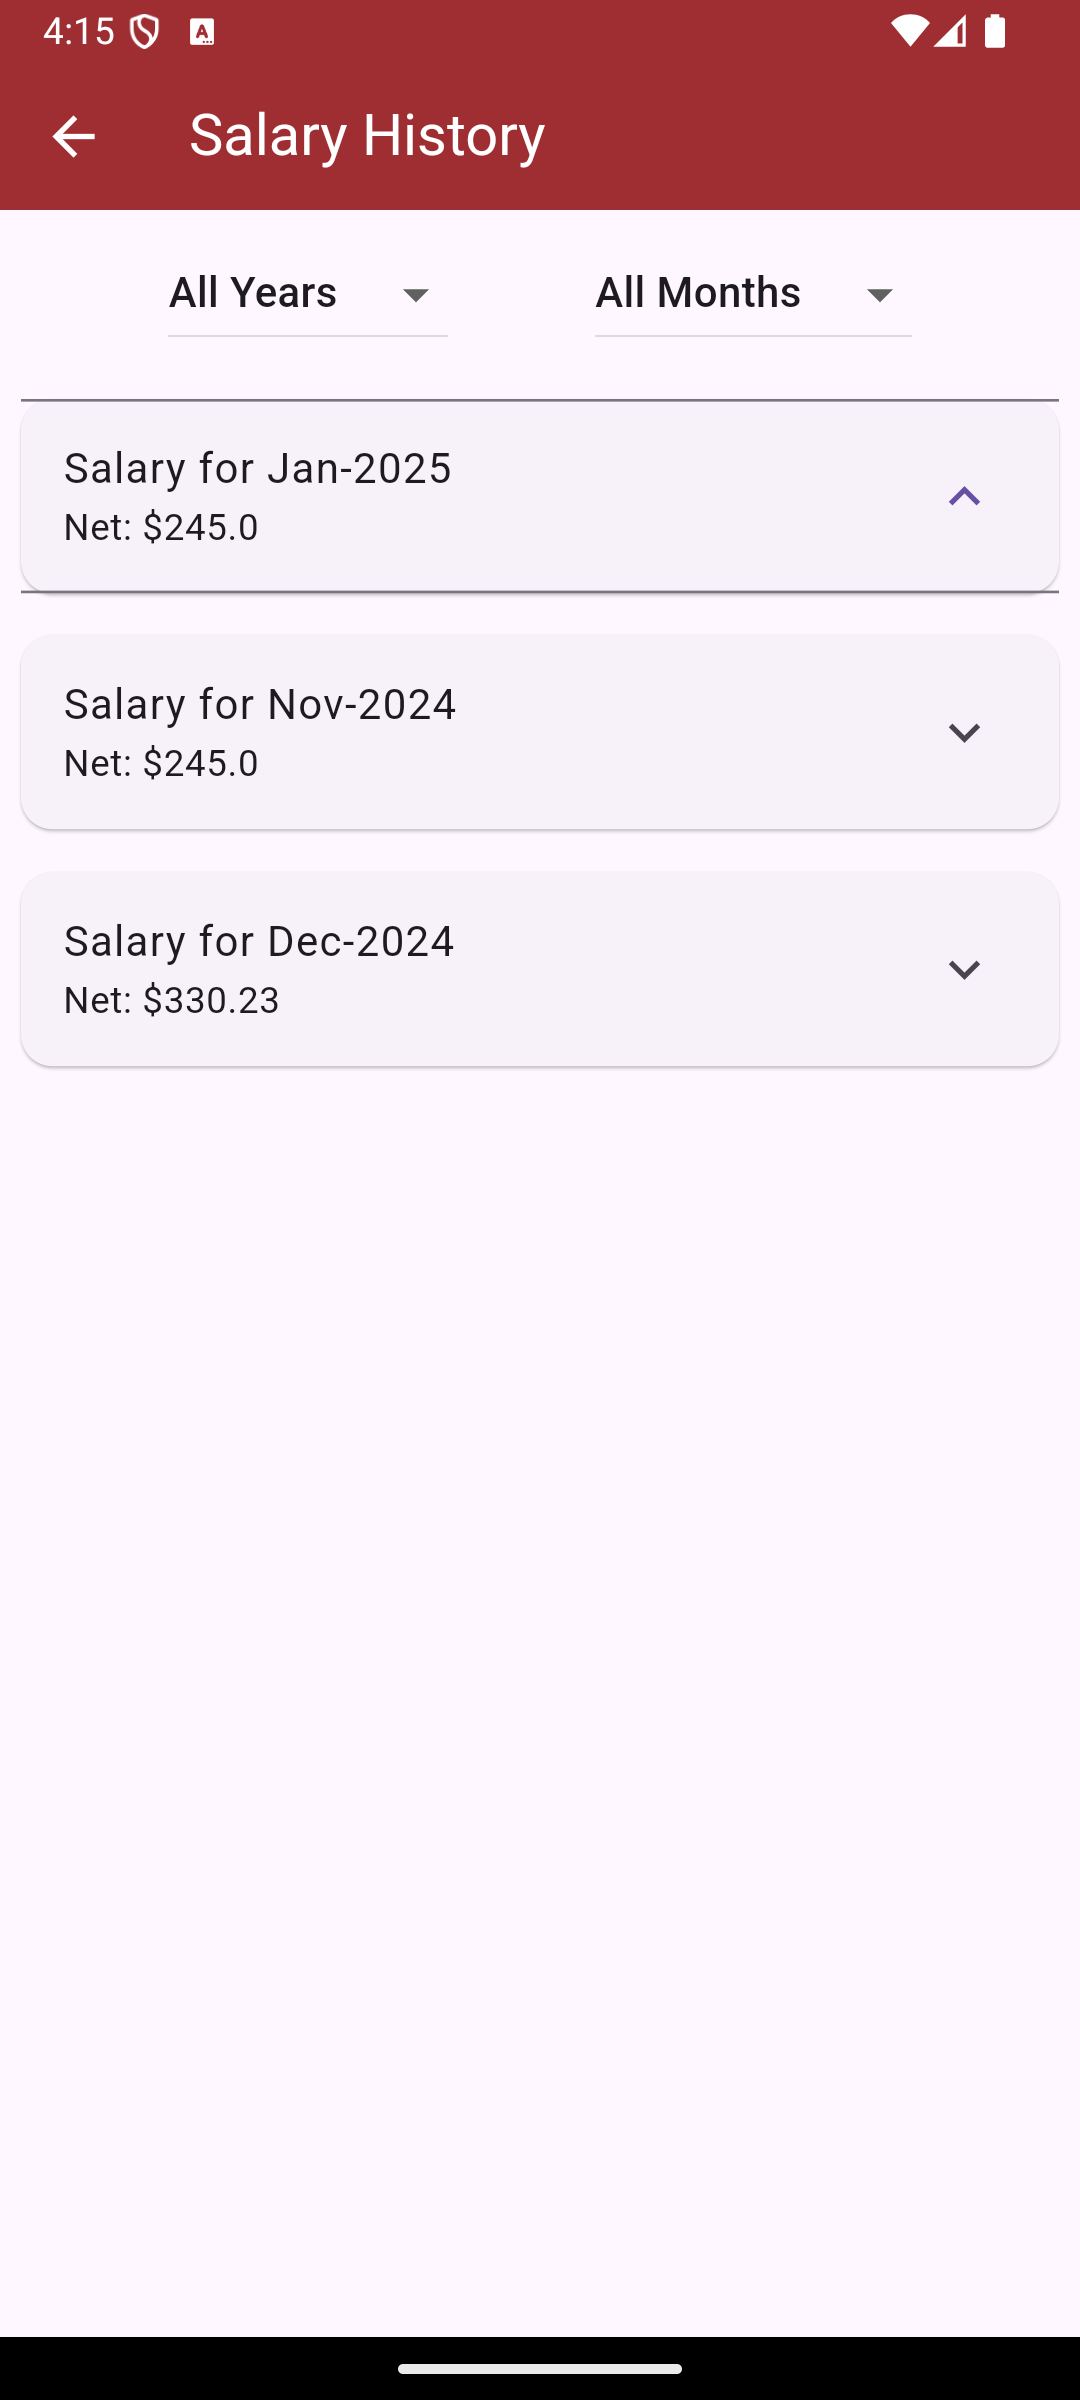 4:15
Salary History
All Years
All Months
Salary for Jan-2025
Net: $245.0
Salary for Nov-2024
Net: $245.0
Salary for Dec-2024
Net: $330.23